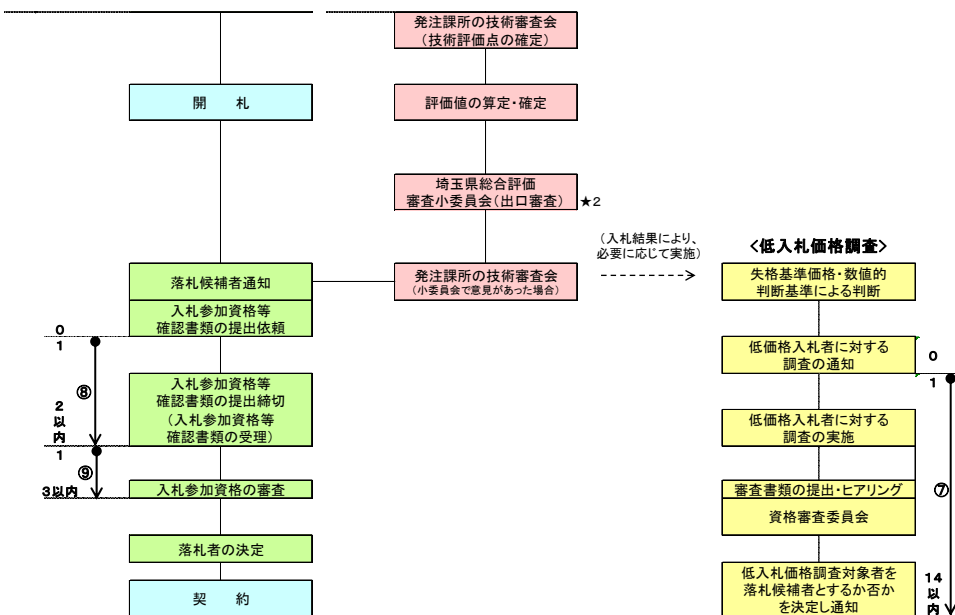 発注課所の技術審査会
(技術評価点の確定)
開　札
評価値の算定・確定
埼玉県総合評価
審査小委員会(出口審査)
★2
(入札結果により、
必要に応じて実施)
<低入札価格調査>
落札候補者通知
発注課所の技術審査会
(小委員会で意見があった場合)
失格基準価格・数値的
判断基準による判断
入札参加資格等
確認書類の提出依頼
0
1
⑧
2
以
内
低価格入札者に対する
調査の通知
0
1
入札参加資格等
確認書類の提出締切
(入札参加資格等
確認書類の受理)
低価格入札者に対する
調査の実施
1
⑨
3以内
入札参加資格の審査
審査書類の提出・ヒアリング
⑦
資格審査委員会
落札者の決定
契　約
低入札価格調査対象者を
落札候補者とするか否か
を決定し通知
14
以
内